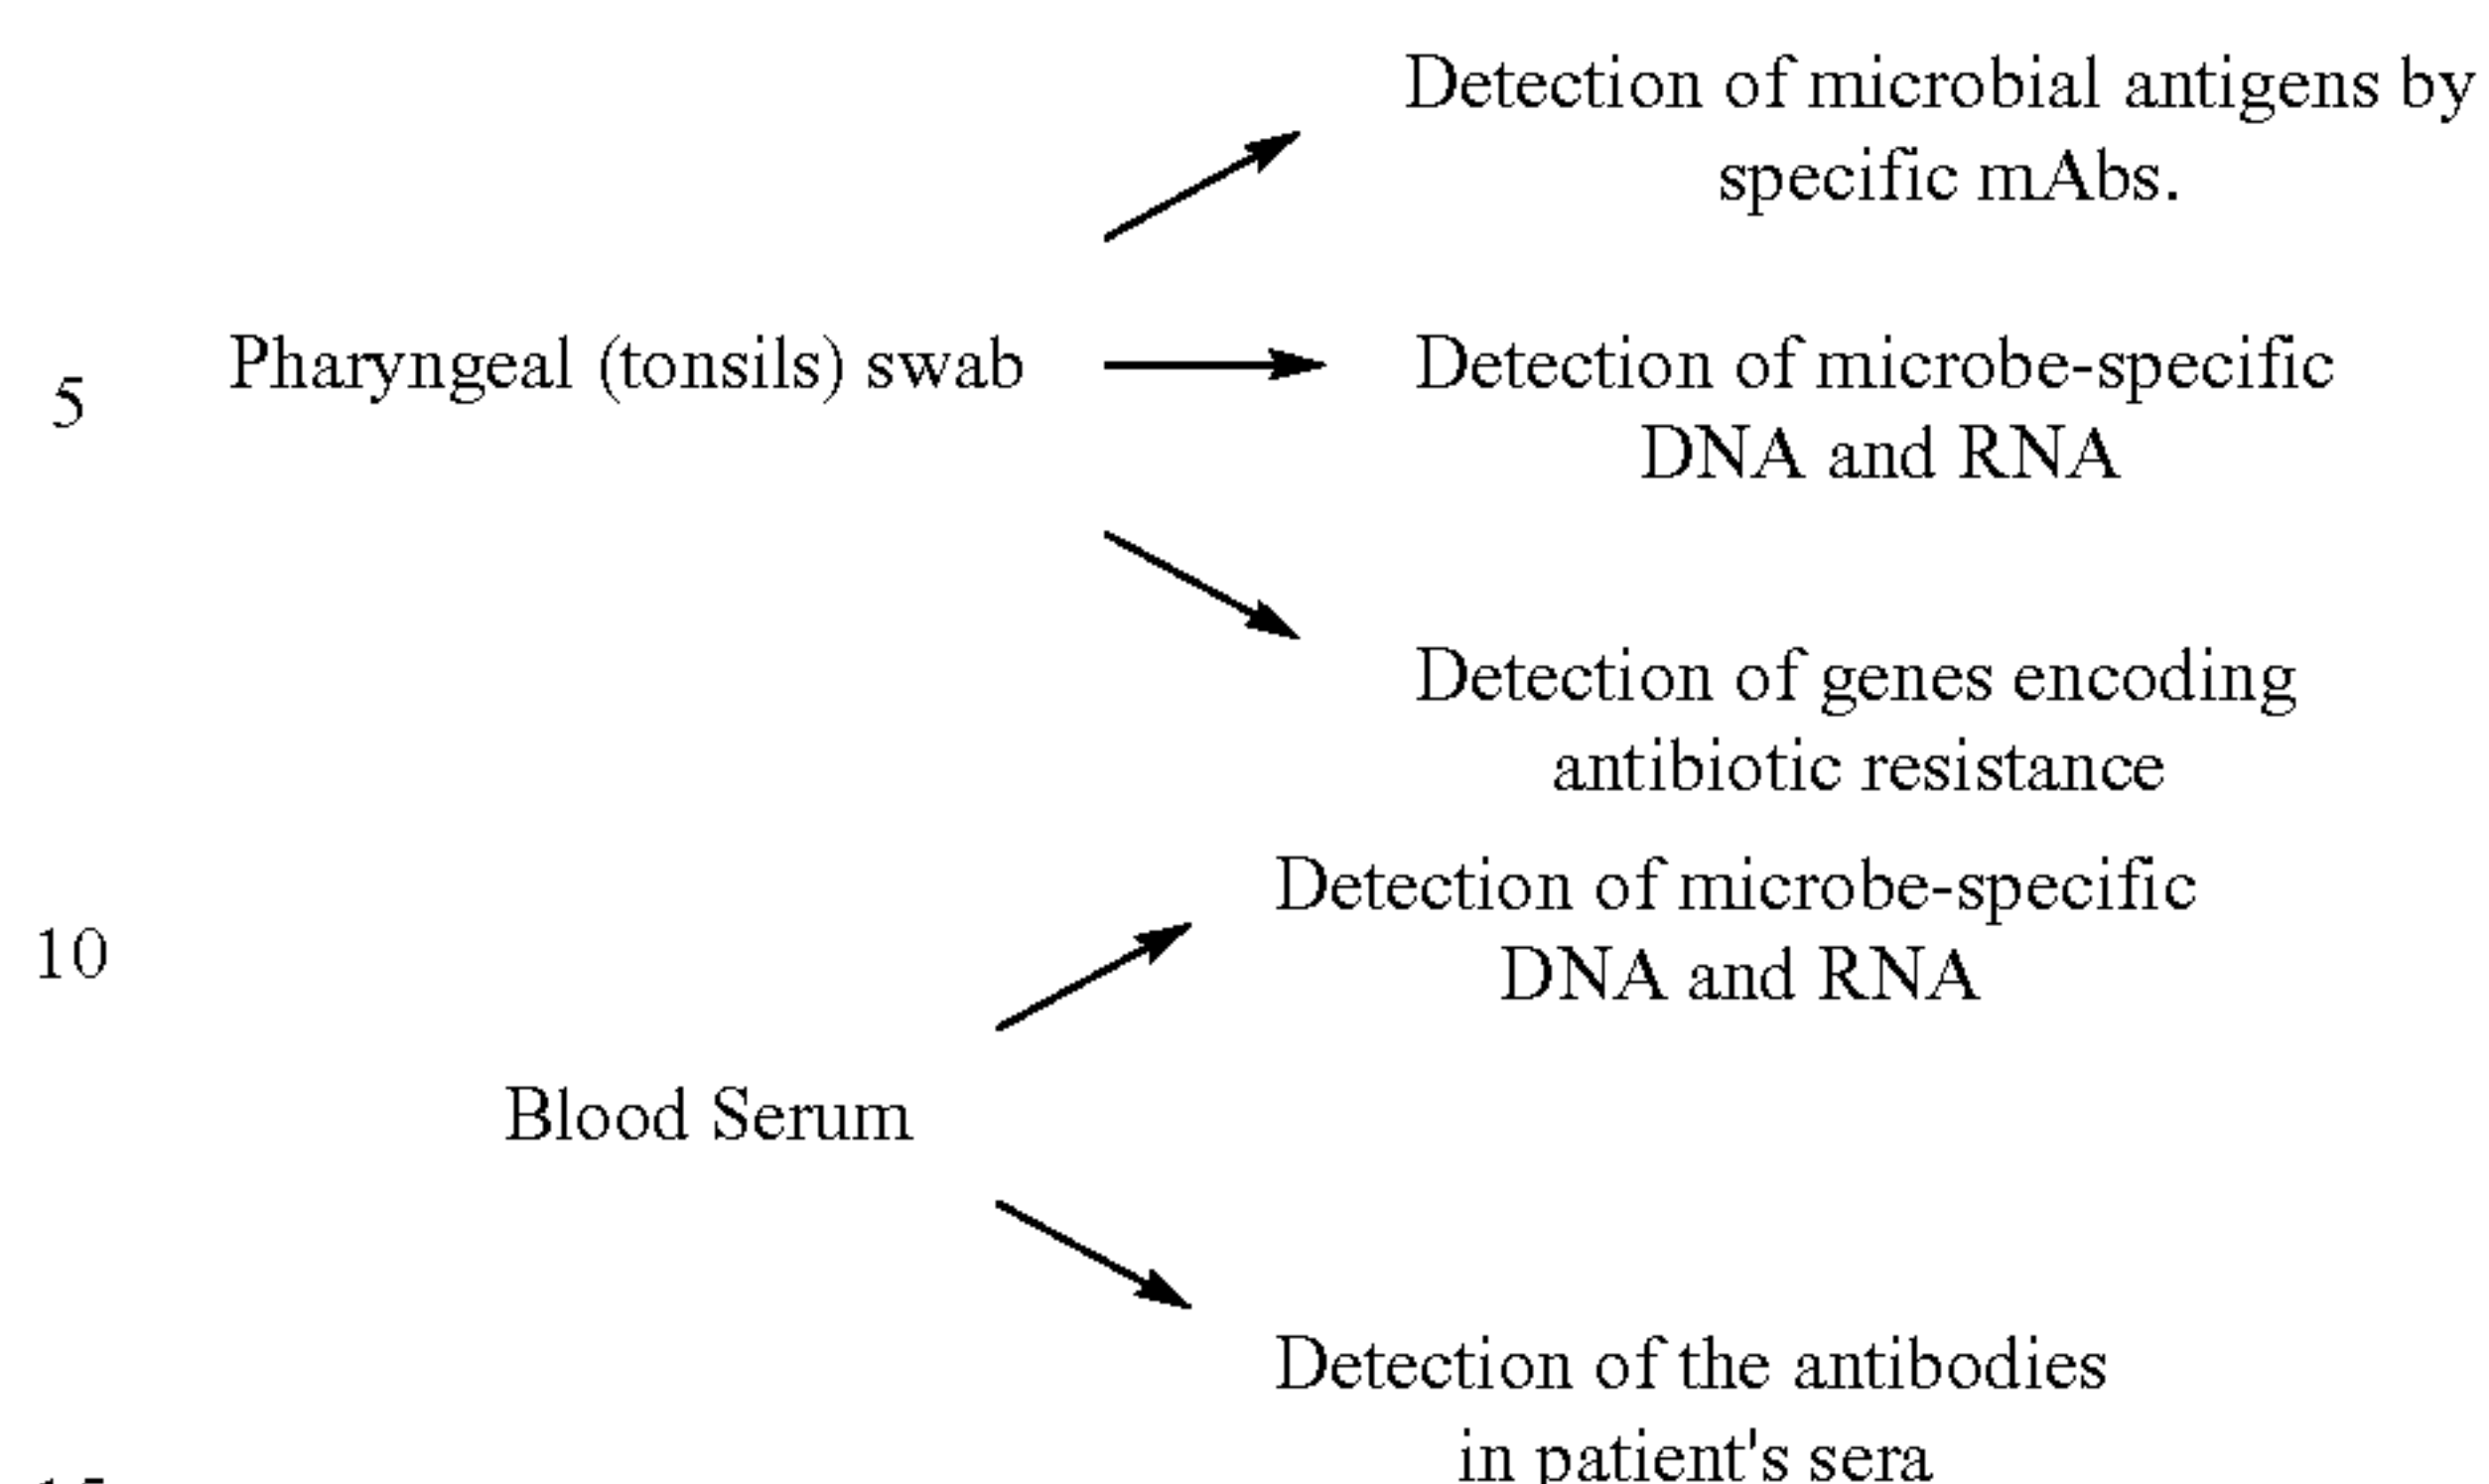 Detection of microbial antigens by
specific mAbs.
5
Pharyngeal (tonsils) swab
Detection of microbe-specific
DNA and RNA
Detection of genes encoding
antibiotic resistance
Detection of microbe-specific
10
DNA and RNA
Blood Serum
Detection of the antibodies
in patient's sera